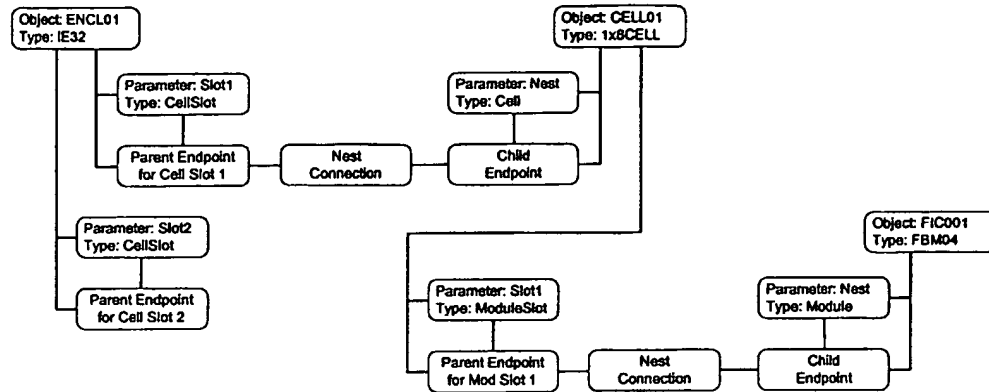 Object: ENCL01
Type: IE32
Object: CELL01
Type: 1x8CELL
Parameter: Slot1
Type: CellSlot
Parameter: Nest
Type: Cell
Parent Endpoint
for Cell Slot 1
Nest
Connection
Child
Endpoint
Parameter: Slot2
Type: CellSlot
Object: FIC001
Type: FBM04
Parent Endpoint
for Cell Slot 2
Parameter: Slot1
Type: ModuleSlot
Parameter: Nest
Type: Module
Parent Endpoint
for Mod Slot 1
Nest
Connection
Child
Endpoint